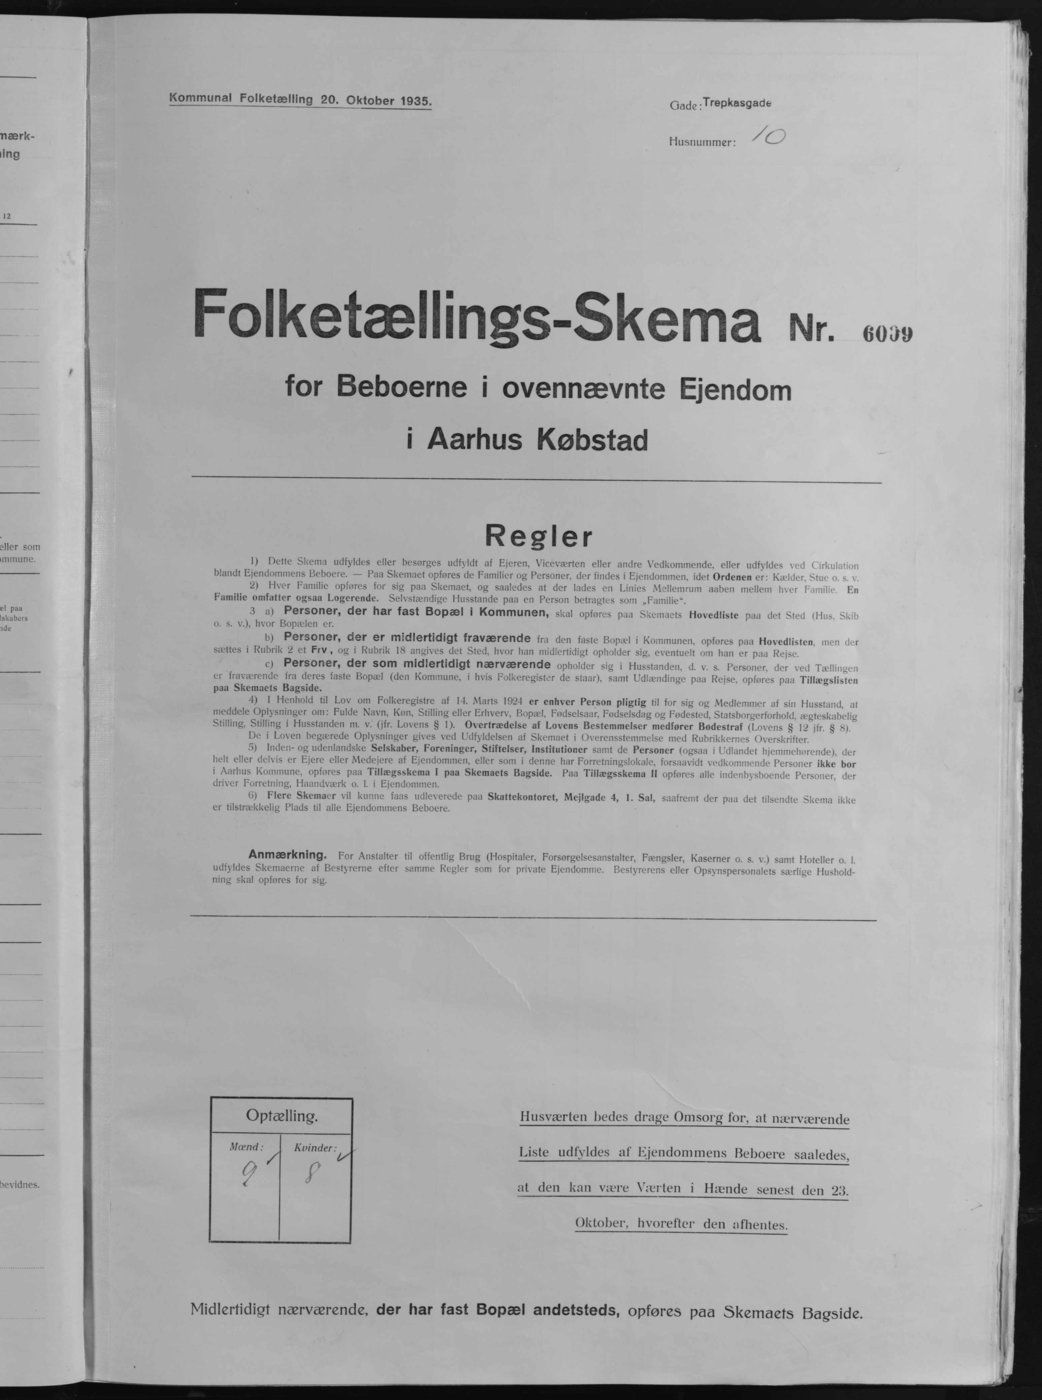 Kommunal Folketælling 20. Oktober 1935.
Gade: Trepkasgade
Husnummer: 10
mærk-
ing
12
Folketællings-Skema Nr. 6039
for Beboerne i ovennævnte Ejendom
i Aarhus Købstad
Regler
1) Dette Skema udfyldes eller besørges udfyldt af Ejeren, Viceværten eller andre Vedkommende, eller udfyldes ved Cirkulation
blandt Ejendommens Beboere. — Paa Skemaet opføres de Familier og Personer, der findes i Ejendommen, idet Ordenen er: Kælder, Stue o. s. v.
2) Hver Familie opføres for sig paa Skemaet, og saaledes at der lades en Linies Mellemrum aaben mellem hver Familie. En
Familie omfatter ogsaa Logerende. Selvstændige Husstande paa en Person betragtes som „Familie“.
3 a) Personer, der har fast Bopæl i Kommunen, skal opføres paa Skemaets Hovedliste paa det Sted (Hus, Skib
o. s. v.), hvor Bopælen er.
b) Personer, der er midlertidigt fraværende fra den faste Bopæl i Kommunen, opføres paa Hovedlisten, men der
sættes i Rubrik 2 et Frv, og i Rubrik 18 angives det Sted, hvor han midlertidigt opholder sig, eventuelt om han er paa Rejse.
c) Personer, der som midlertidigt nærværende opholder sig i Husstanden, d. v. s. Personer, der ved Tællingen
er fraværende fra deres faste Bopæl (den Kommune, i hvis Folkeregister de staar), samt Udlændinge paa Rejse, opføres paa Tillægslisten
paa Skemaets Bagside.
4) I Henhold til Lov om Folkeregistre af 14. Marts 1924 er enhver Person pligtig til for sig og Medlemmer af sin Husstand, at
meddele Oplysninger om: Fulde Navn, Køn, Stilling eller Erhverv, Bopæl, Fødselsaar, Fødselsdag og Fødested, Statsborgerforhold, ægteskabelig
Stilling, Stilling i Husstanden m. v. (jfr. Lovens § 1). Overtrædelse af Lovens Bestemmelser medfører Bødestraf (Lovens § 12 jfr. § 8).
De i Loven begærede Oplysninger gives ved Udfyldelsen af Skemaet i Overensstemmelse med Rubrikkernes Overskrifter.
5) Inden- og udenlandske Selskaber, Foreninger, Stiftelser, Institutioner samt de Personer (ogsaa i Udlandet hjemmehørende), der
helt eller delvis er Ejere eller Medejere af Ejendommen, eller som i denne har Forretningslokale, forsaavidt vedkommende Personer ikke bor
i Aarhus Kommune, opføres paa Tillægsskema I paa Skemaets Bagside. Paa Tillægsskema II opføres alle indenbysboende Personer, der
driver Forretning, Haandværk o. l. i Ejendommen.
6) Flere Skemaer vil kunne faas udleverede paa Skattekontoret, Mejlgade 4, 1. Sal, saafremt der paa det tilsendte Skema ikke
er tilstrækkelig Plads til alle Ejendommens Beboere.
Anmærkning. For Anstalter til offentlig Brug (Hospitaler, Forsørgelsesanstalter, Fængsler, Kaserner o. s. v.) samt Hoteller o. l.
udfyldes Skemaerne af Bestyrerne efter samme Regler som for private Ejendomme. Bestyrerens eller Opsynspersonalets særlige Hushold-
ning skal opføres for sig.
eller som
ommune.
el paa
lskabers
nde
bevidnes.
Optælling.
Mænd: Kvinder:
9 8
Husværten bedes drage Omsorg for, at nærværende
Liste udfyldes af Ejendommens Beboere saaledes,
at den kan være Værten i Hænde senest den 23.
Oktober, hvorefter den afhentes.
Midlertidigt nærværende, der har fast Bopæl andetsteds, opføres paa Skemaets Bagside.